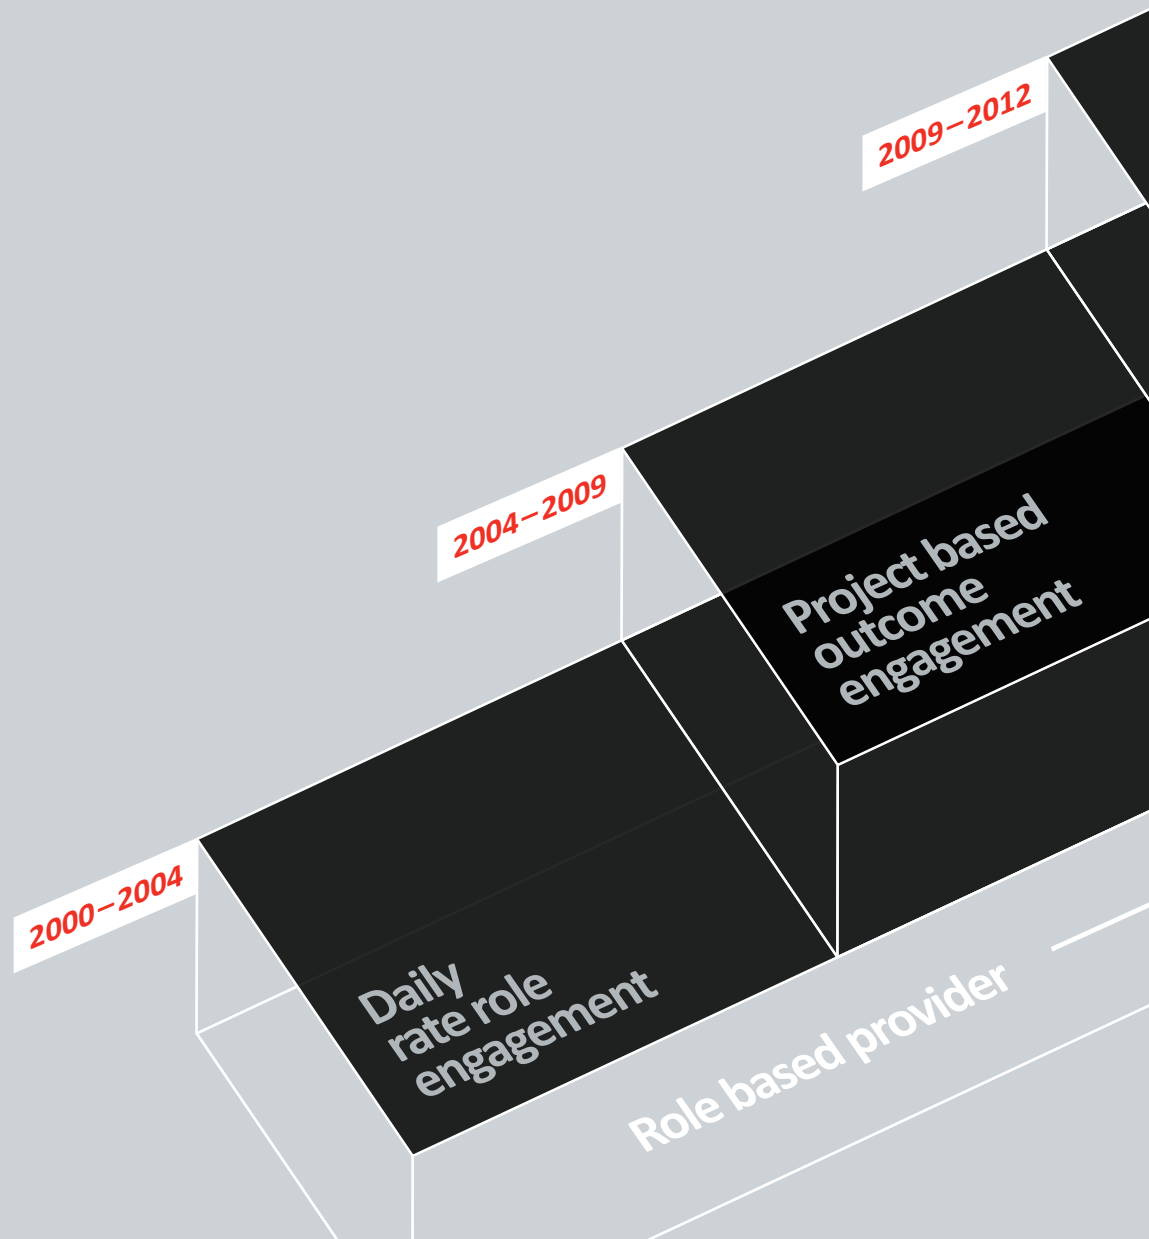 2009–2012
2004–2009
Project based
outcome
engagement
2000–2004
Daily
rate role
engagement
Role based provider